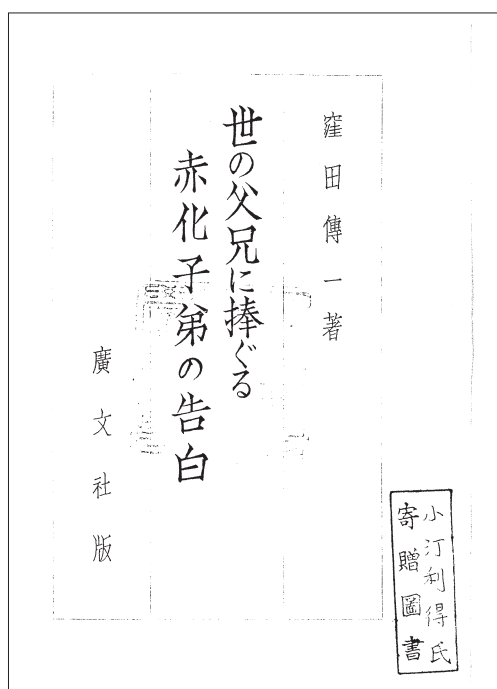 窪田傳一著
世の父兄に捧ぐる
赤化子弟の告白
廣文社版
小汀利得氏
寄贈圖書